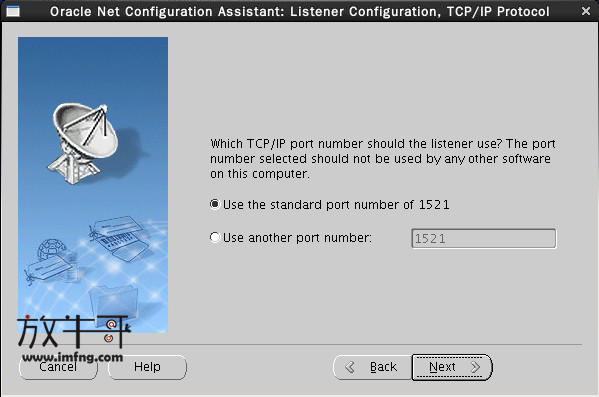 Oracle Net Configuration Assistant: Listener Configuration, TCP/IP Protocol
Which TCP/IP port number should the listener use? The port
number selected should not be used by any other software
on this computer.
Use the standard port number of 1521
Use another port number:
1521
放牛哥
www.imfng.com
Cancel
Help
Back
Next